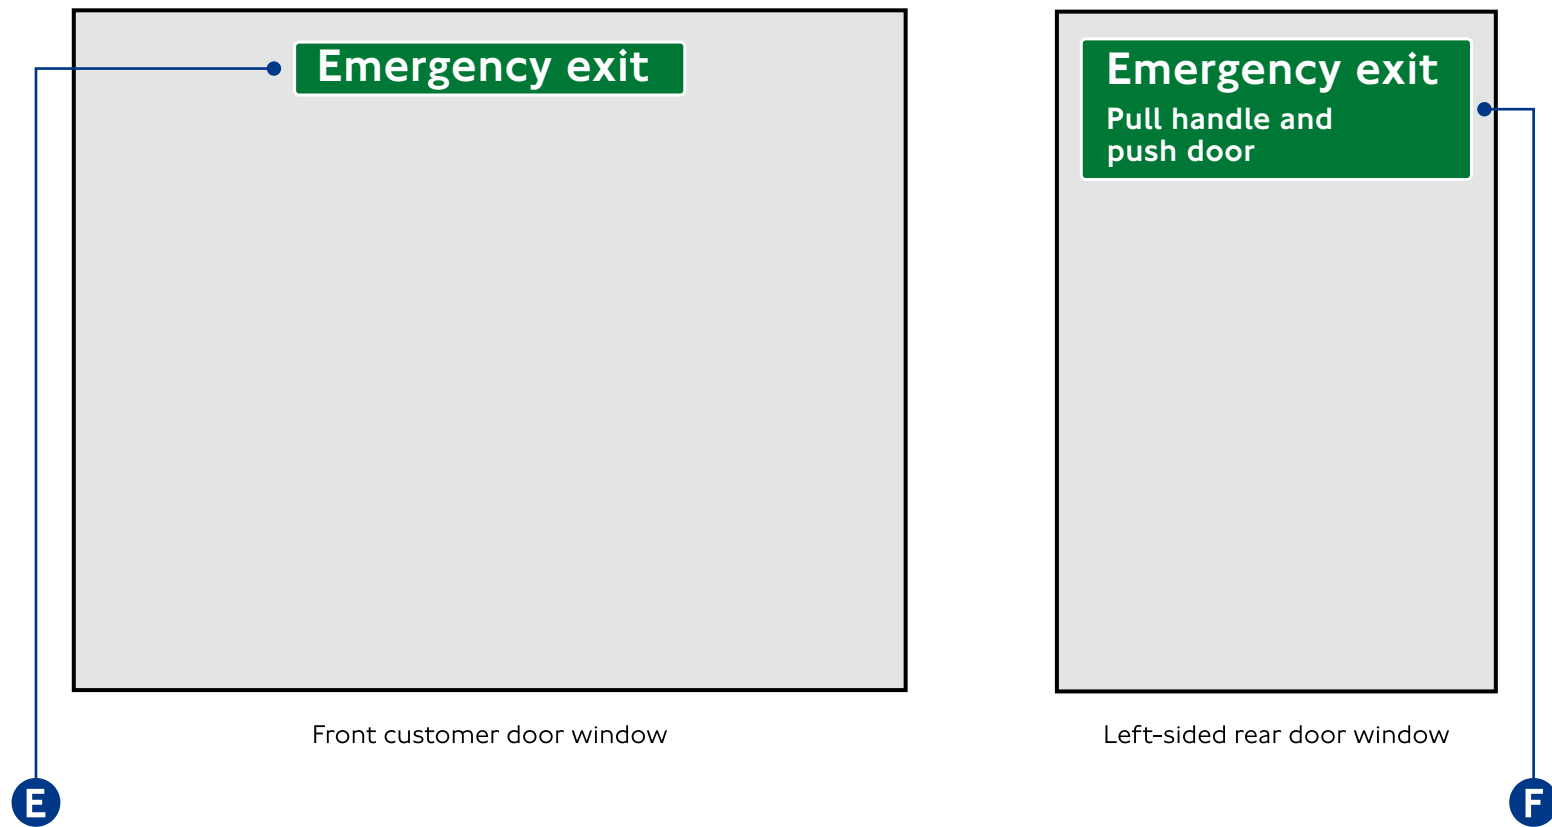 Emergency exit
Emergency exit
Pull handle and
push door
Front customer door window
Left-sided rear door window
E
F